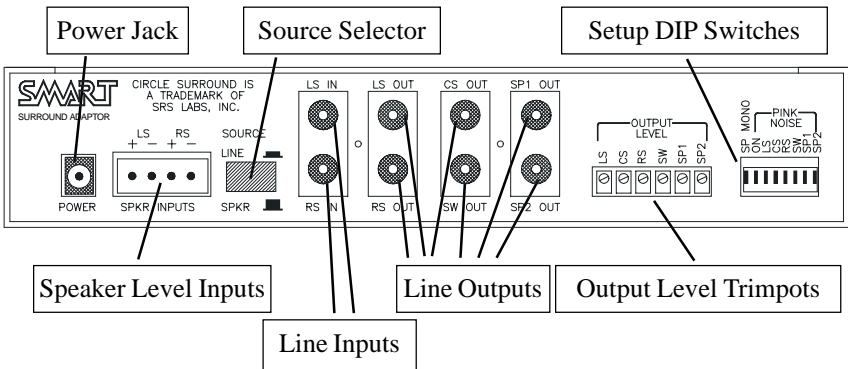 Power Jack
Source Selector
Setup DIP Switches
SMART
SURROUND ADAPTOR
CIRCLE SURROUND IS
A TRADEMARK OF
SRS LABS, INC.
LS IN
LS OUT
CS OUT
SP1 OUT
LS RS
+ - + -
SOURCE
LINE
SPKR
POWER
SPKR INPUTS
RS IN
RS OUT
SW OUT
SP2 OUT
OUTPUT
LEVEL
LS
CS
RS
SW
SP1
SP2
PINK
NOISE
SP MONO
ON
LS
CS
RS
SW
SP1
SP2
Speaker Level Inputs
Line Inputs
Line Outputs
Output Level Trimpots